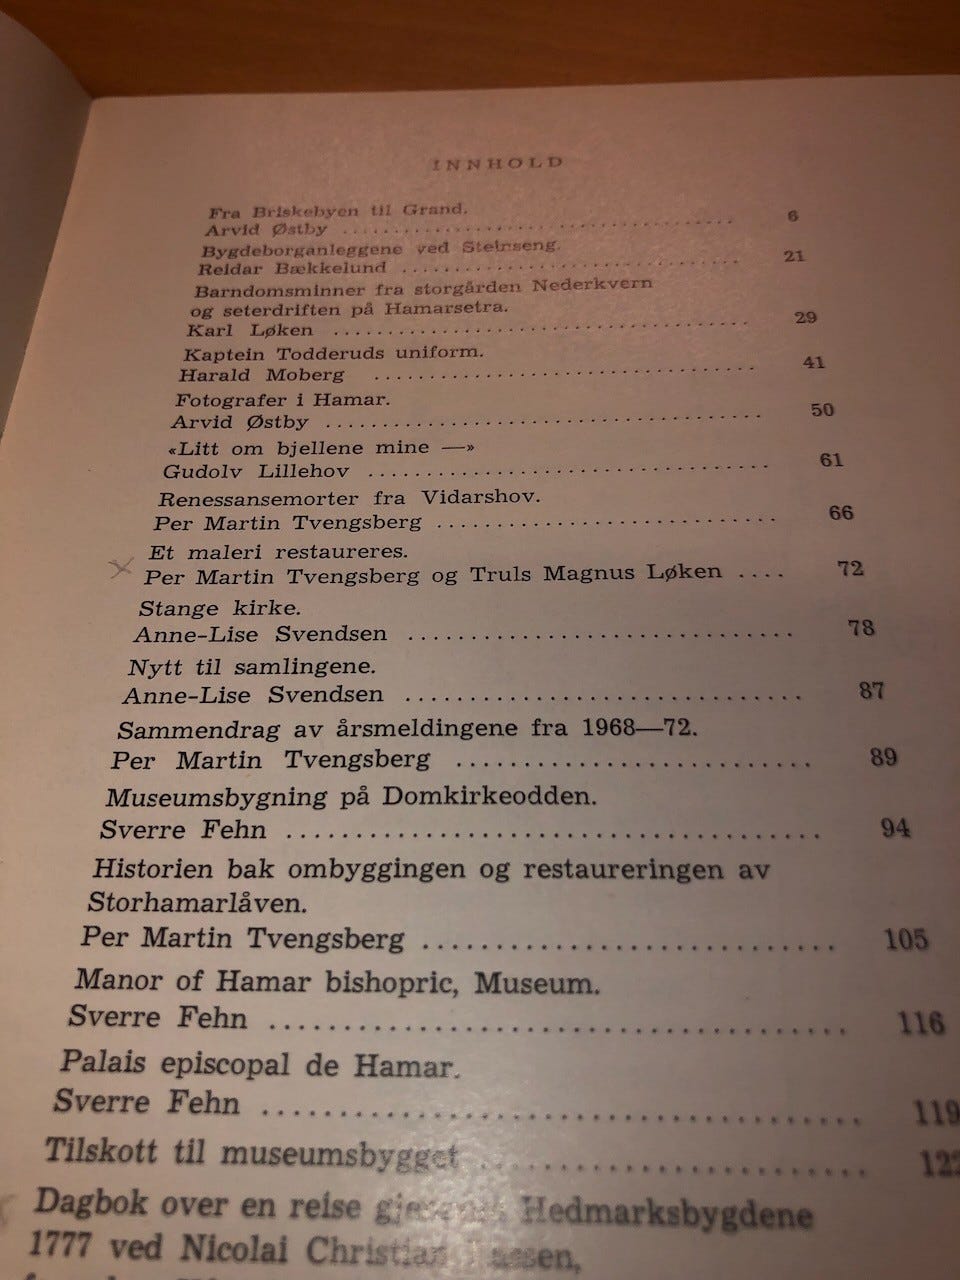 INNHOLD
Fra Briskebyen til Grand.
Arvid Østby ........................................ 6
Bygdeborganleggene ved Steinseng.
Reidar Bækkelund .................................. 21
Barndomsminner fra storgården Nederkvern
og seterdriften på Hamarsetra.
Karl Løken ........................................ 29
Kaptein Todderuds uniform.
Harald Moberg .................................... 41
Fotografer i Hamar.
Arvid Østby ...................................... 50
«Litt om bjellene mine —»
Gudolv Lillehov .................................. 61
Renessansemorter fra Vidarshov.
Per Martin Tvengsberg ............................ 66
Et maleri restaureres.
Per Martin Tvengsberg og Truls Magnus Løken .... 72
Stange kirke.
Anne-Lise Svendsen ............................ 78
Nytt til samlingene.
Anne-Lise Svendsen ............................ 87
Sammendrag av årsmeldingene fra 1968—72.
Per Martin Tvengsberg .......................... 89
Museumsbygning på Domkirkeodden.
Sverre Fehn .................................... 94
Historien bak ombyggingen og restaureringen av
Storhamarlåven.
Per Martin Tvengsberg .......................... 105
Manor of Hamar bishopric, Museum.
Sverre Fehn .................................... 116
Palais episcopal de Hamar.
Sverre Fehn .................................... 119
Tilskott til museumsbygget ........................ 122
Dagbok over en reise Hedmarksbygdene
1777 ved Nicolai Christian Lassen,